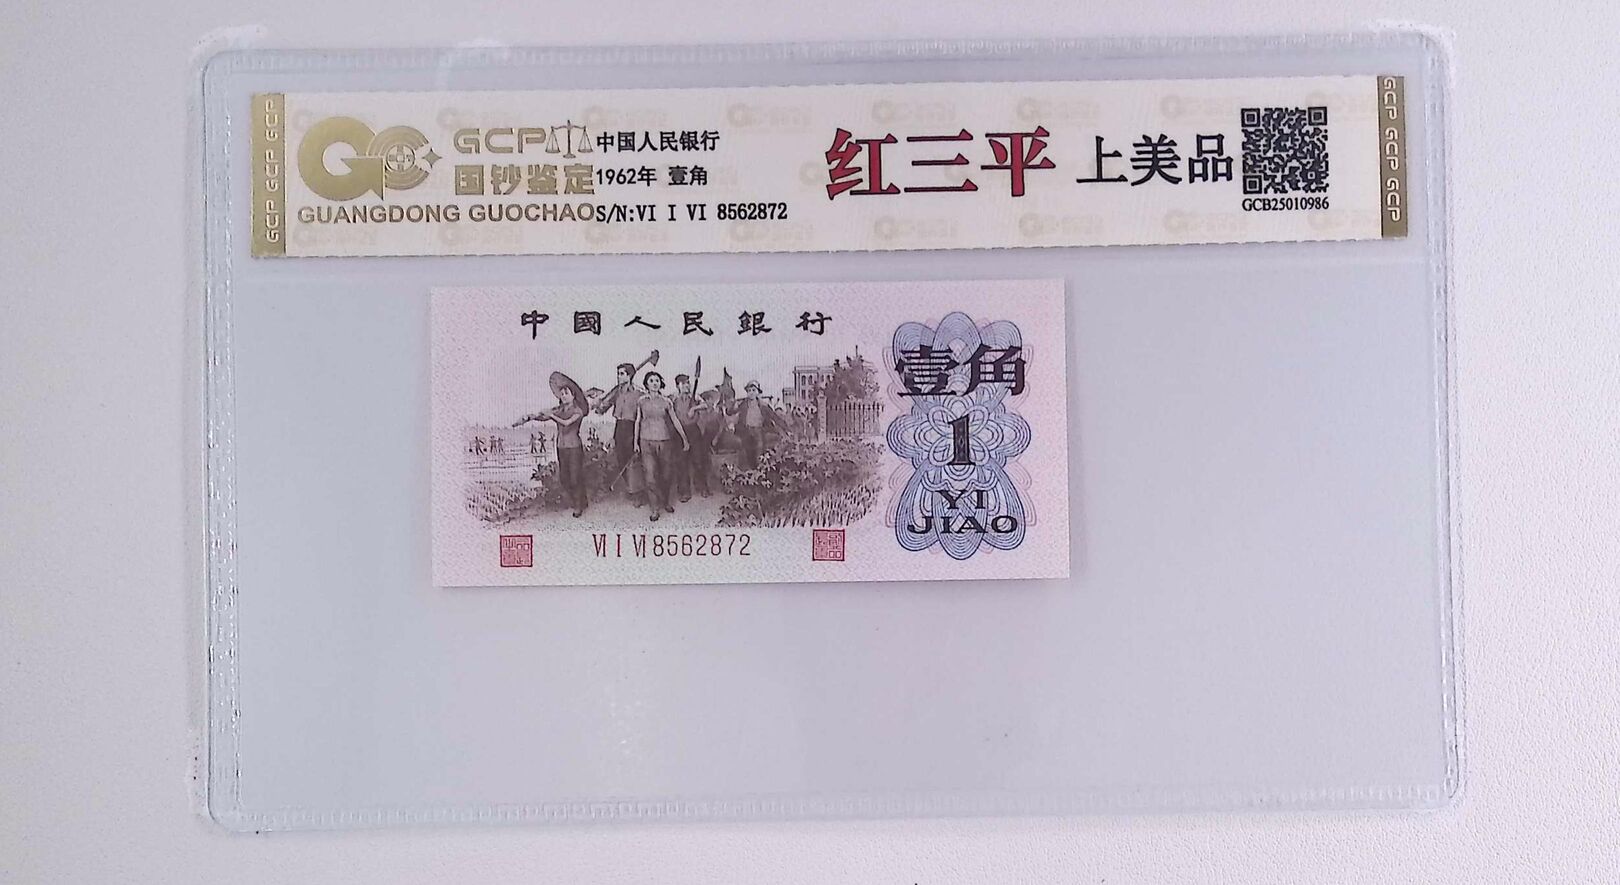 GCP GCP GCP
GCP
国钞鉴定
GUANGDONG GUOCHAO
中国人民银行
1962年 壹角
S/N:VI I VI 8562872
红三平 上美品
GCB25010986
GCP GCP GCP
中國人民銀行
壹角
1
YI
JIAO
VI I VI 8562872